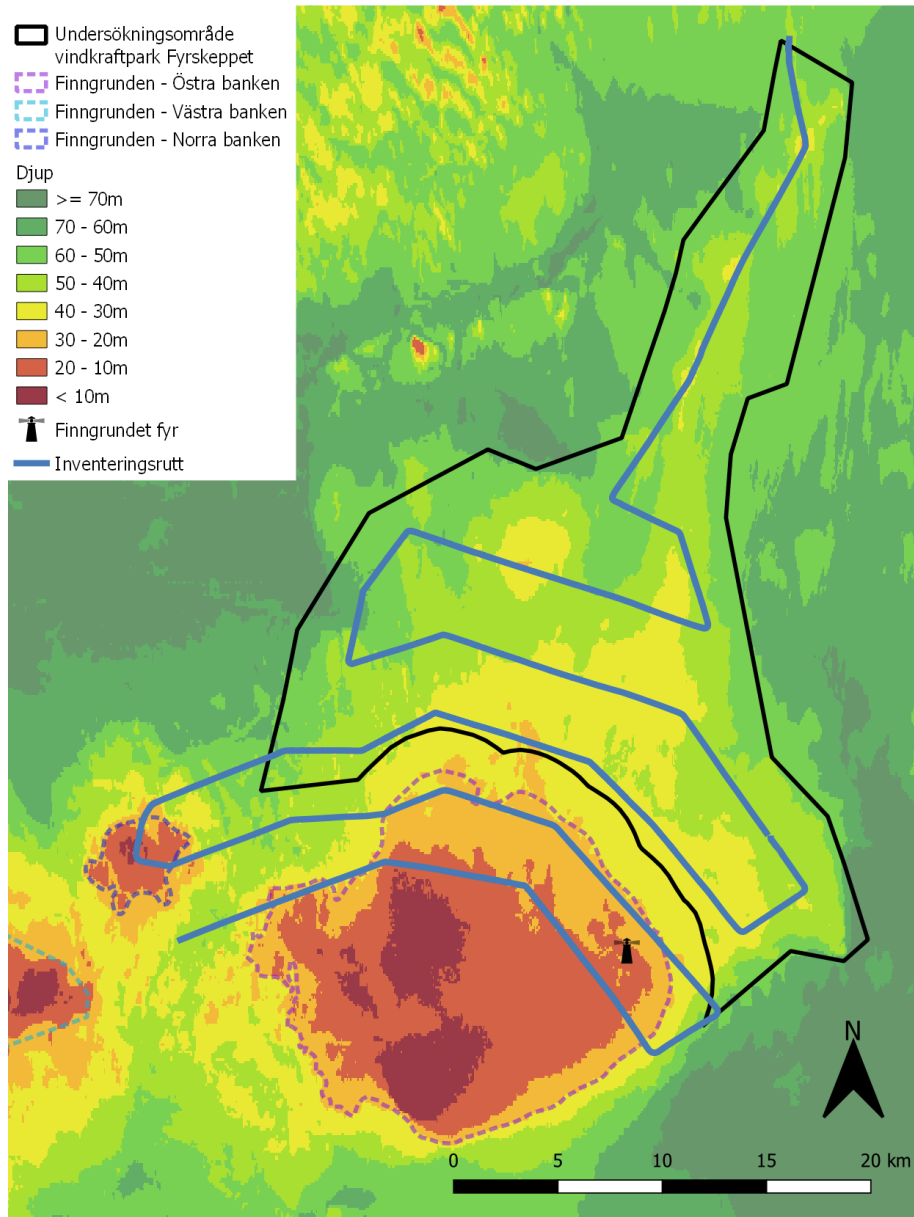 Undersökningsområde
vindkraftpark Fyrskeppet
Finngrunden - Östra banken
Finngrunden - Västra banken
Finngrunden - Norra banken
Djup
>= 70m
70 - 60m
60 - 50m
50 - 40m
40 - 30m
30 - 20m
20 - 10m
< 10m
Finngrundet fyr
Inventeringsrutt
N
0 5 10 15 20 km